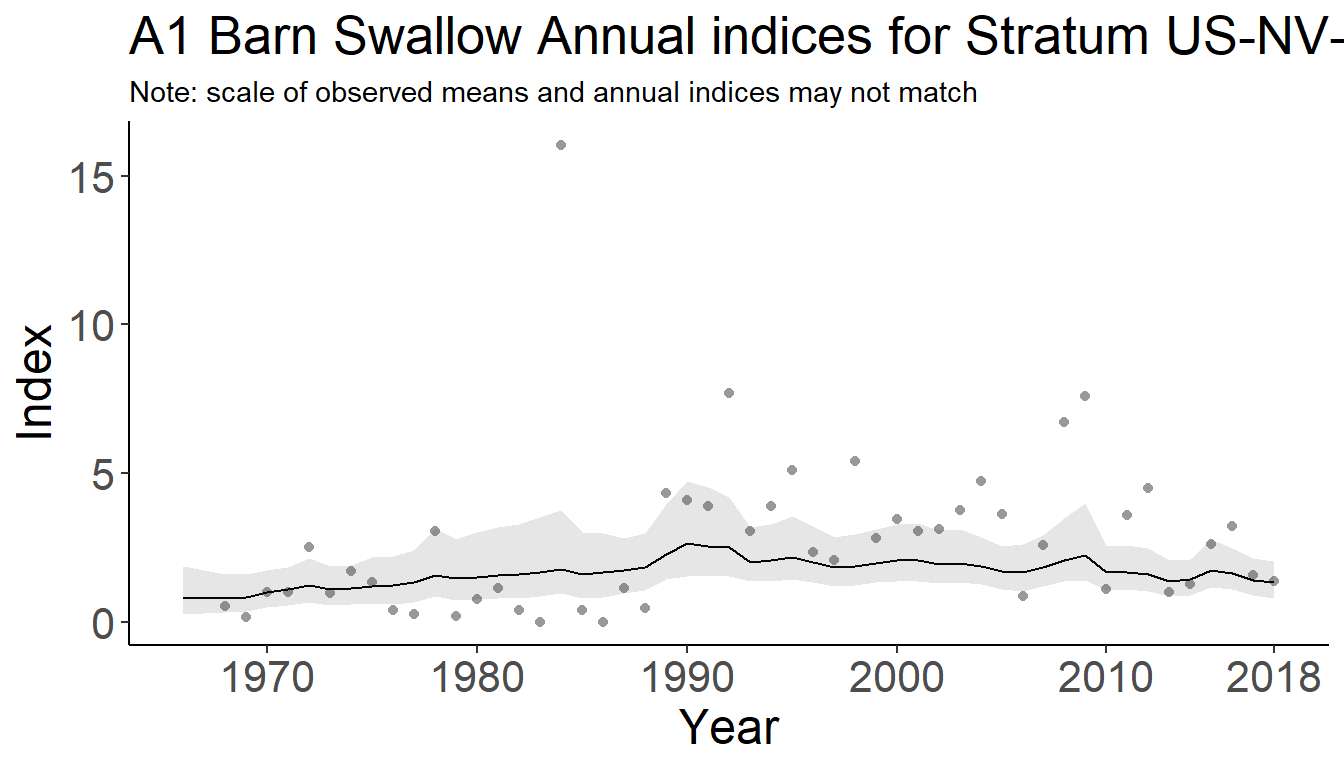 A1 Barn Swallow Annual indices for Stratum US-NV-
Note: scale of observed means and annual indices may not match
15
10
5
0
Index
1970 1980 1990 2000 2010 2018
Year